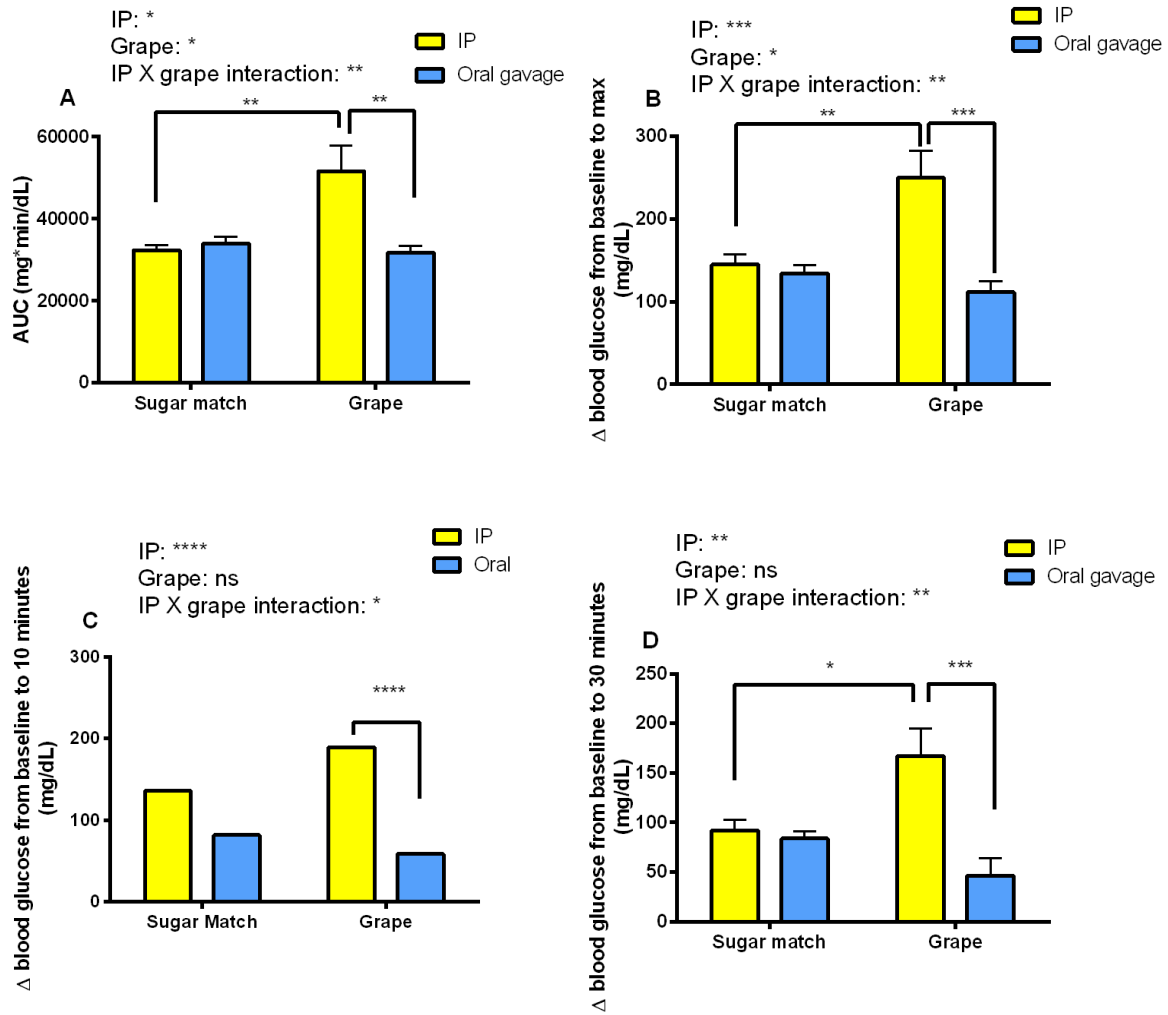 IP: *
Grape: *
IP X grape interaction: **
IP
Oral gavage
A
**
**
60000
40000
20000
0
AUC (mg*min/dL)
Sugar match
Grape
IP: ***
Grape: *
IP X grape interaction: **
IP
Oral gavage
B
**
***
300
200
100
0
Δ blood glucose from baseline to max
(mg/dL)
Sugar match
Grape
IP: ****
Grape: ns
IP X grape interaction: *
IP
Oral
C
****
300
200
100
0
Δ blood glucose from baseline to 10 minutes
(mg/dL)
Sugar Match
Grape
IP: **
Grape: ns
IP X grape interaction: **
IP
Oral gavage
D
*
***
250
200
150
100
50
0
Δ blood glucose from baseline to 30 minutes
(mg/dL)
Sugar match
Grape